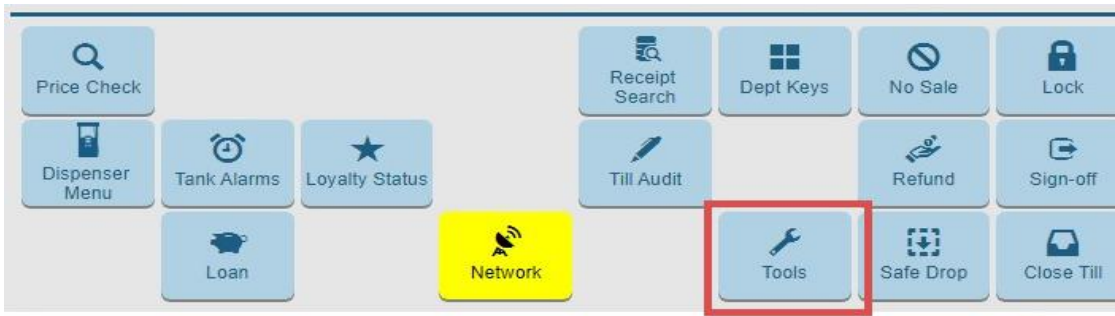 Price Check
Receipt
Search
Dept Keys
No Sale
Lock
Dispenser
Menu
Tank Alarms
Loyalty Status
Till Audit
Refund
Sign-off
Loan
Network
Tools
Safe Drop
Close Till